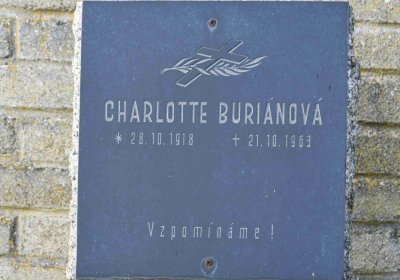 CHARLOTTE BURIÁNOVÁ
* 28.10.1918 + 21.10.1963
Vzpomínáme!